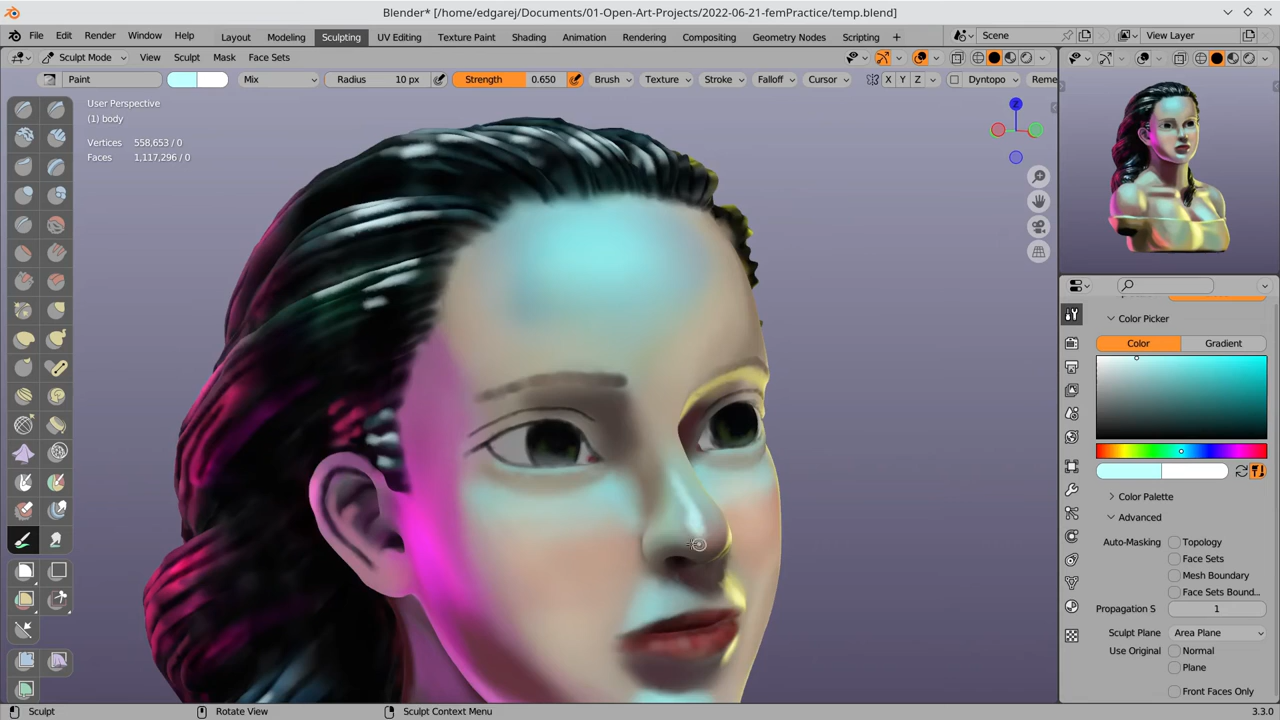 Blender* [/home/edgarej/Documents/01-Open-Art-Projects/2022-06-21-femPractice/temp.blend]
File Edit Render Window Help Layout Modeling Sculpting UV Editing Texture Paint Shading Animation Rendering Compositing Geometry Nodes Scripting + Scene View Layer
Sculpt Mode View Sculpt Mask Face Sets
Paint Mix Radius 10 px Strength 0.650 Brush Texture Stroke Falloff Cursor X Y Z Dyntopo Reme
User Perspective
(1) body
Vertices 558,653 / 0
Faces 1,117,296 / 0
Z
Color Picker
Color Gradient
Color Palette
Advanced
Auto-Masking Topology
Face Sets
Mesh Boundary
Face Sets Boun...
Propagation S 1
Sculpt Plane Area Plane
Use Original Normal
Plane
Front Faces Only
Sculpt Rotate View Sculpt Context Menu 3.3.0